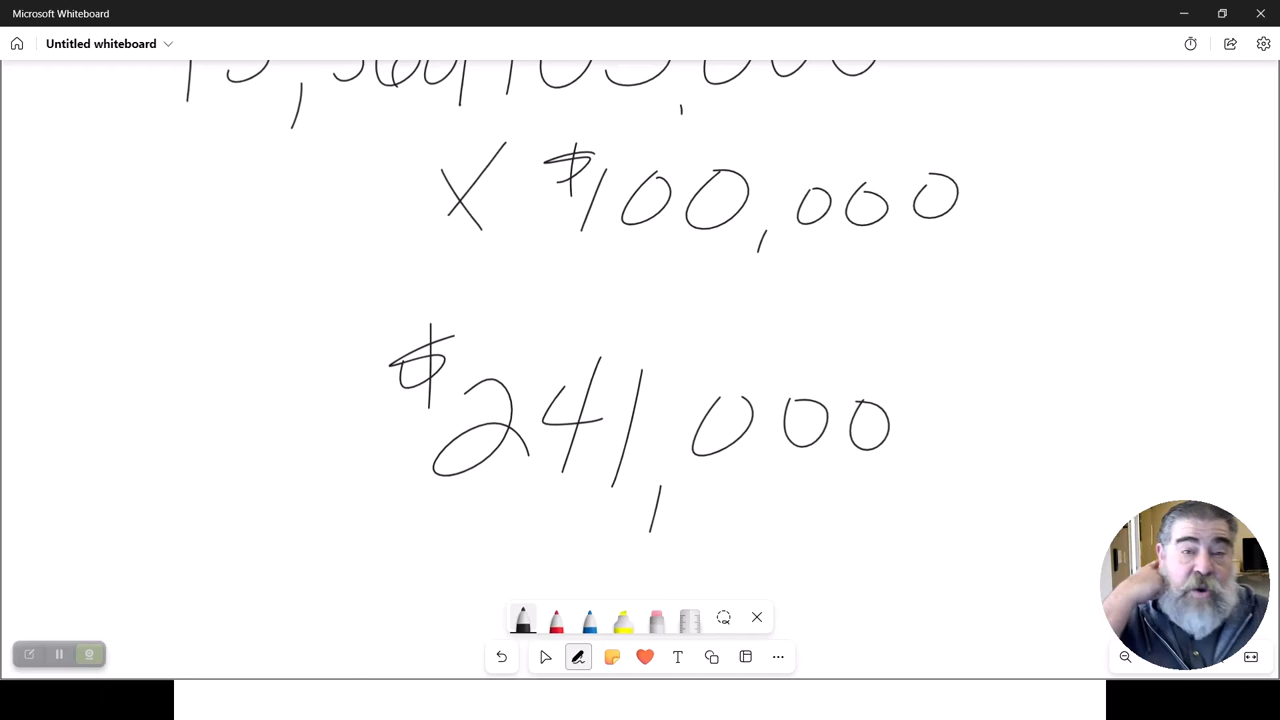 Microsoft Whiteboard
Untitled whiteboard
X $100,000
$241,000
T